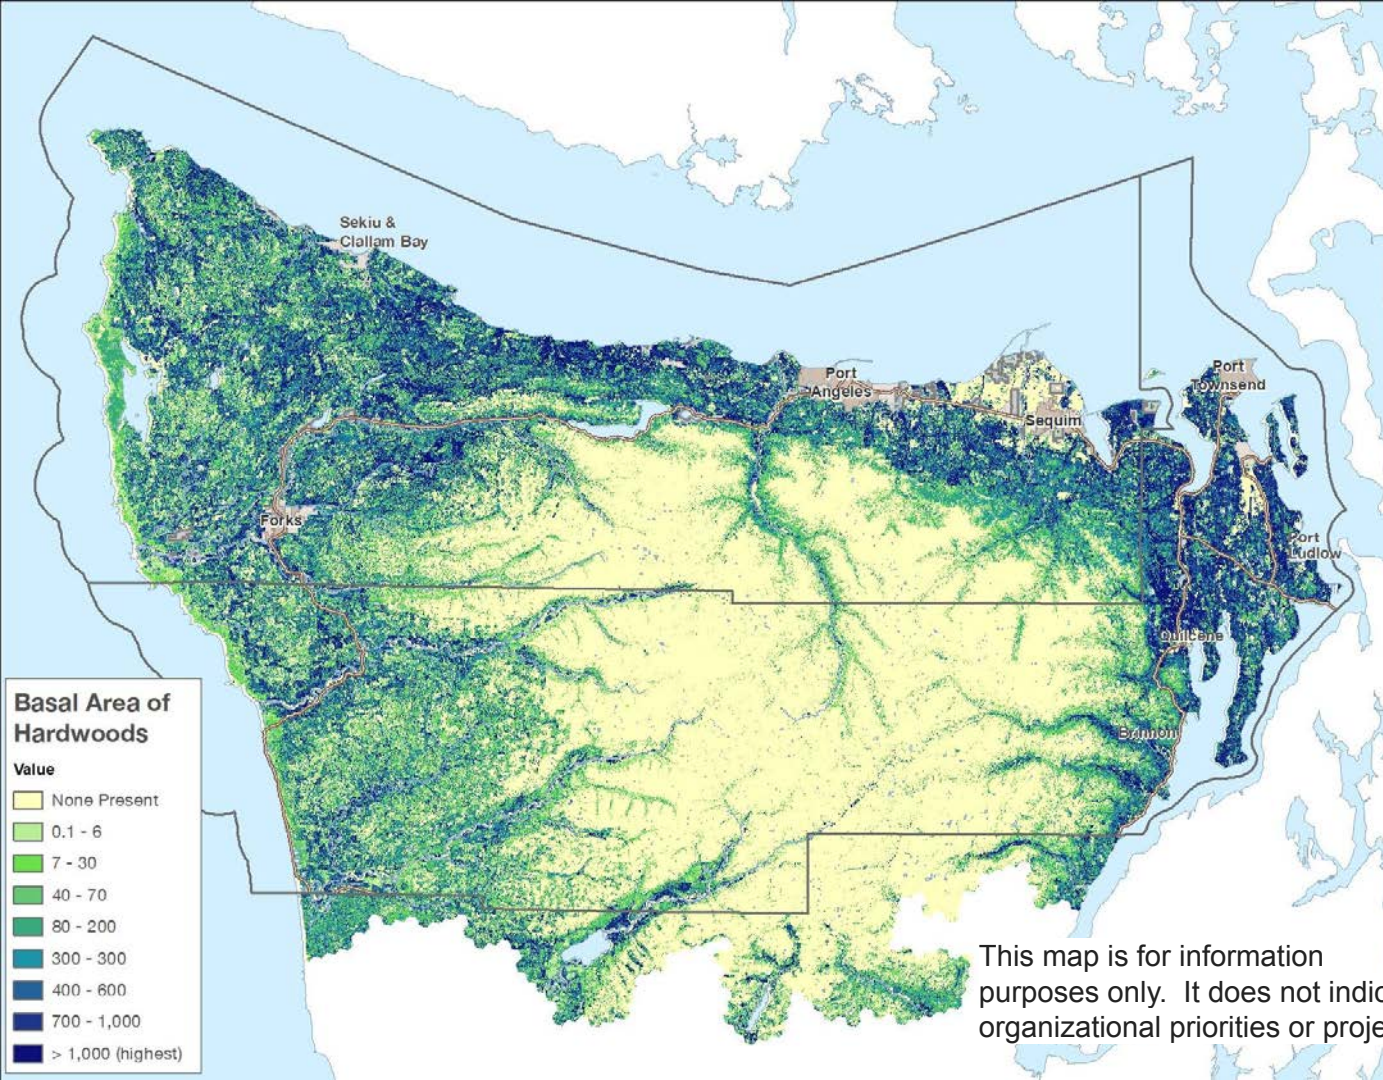 Sekiu &
Clallam Bay
Port
Angeles
Port
Townsend
Sequim
Forks
Port
Ludlow
Quilcene
Brinnon
Basal Area of
Hardwoods
Value
None Present
0.1 - 6
7 - 30
40 - 70
80 - 200
300 - 300
400 - 600
700 - 1,000
> 1,000 (highest)
This map is for information
purposes only.  It does not indic
organizational priorities or proje